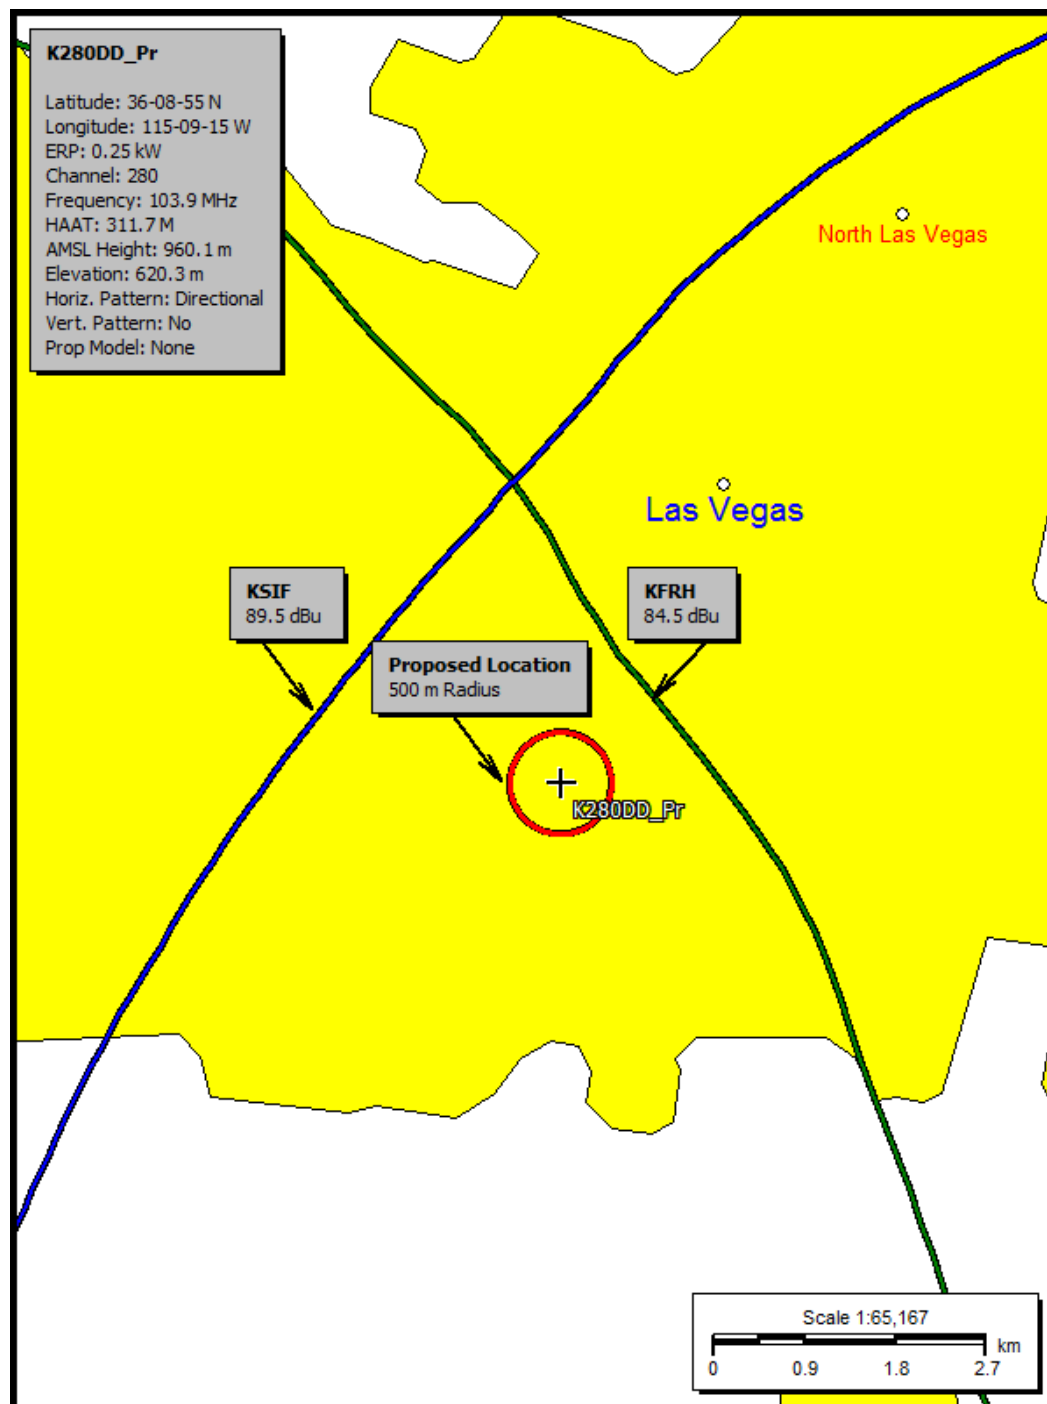 K280DD_Pr
Latitude: 36-08-55 N
Longitude: 115-09-15 W
ERP: 0.25 kW
Channel: 280
Frequency: 103.9 MHz
HAAT: 311.7 M
AMSL Height: 960.1 m
Elevation: 620.3 m
Horiz. Pattern: Directional
Vert. Pattern: No
Prop Model: None
North Las Vegas
Las Vegas
KSIF
89.5 dBu
KFRH
84.5 dBu
Proposed Location
500 m Radius
K280DD_Pr
Scale 1:65,167
km
0 0.9 1.8 2.7